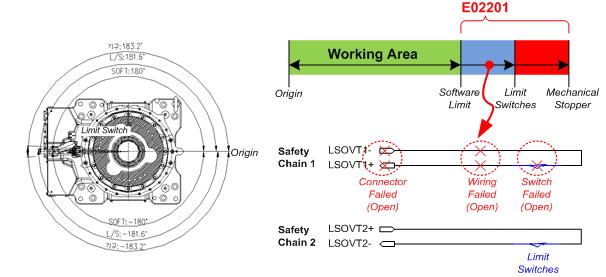 기구:183.2°
L/S:181.6°
SOFT:180°
Limit Switch
Origin
SOFT:-180°
L/S:-181.6°
기구:-183.2°
E02201
Working Area
Origin
Software Limit
Limit Switches
Mechanical Stopper
Safety Chain 1
LSOVT1-
LSOVT1+
Connector Failed (Open)
Wiring Failed (Open)
Switch Failed (Open)
Safety Chain 2
LSOVT2+
LSOVT2-
Limit Switches